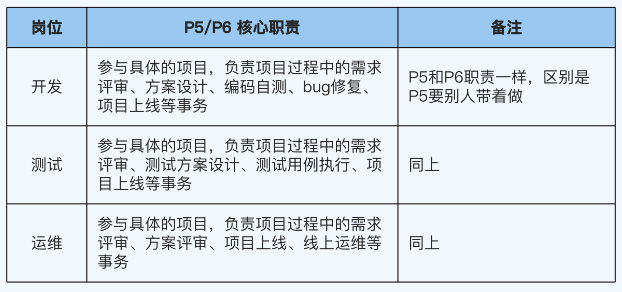 岗位
P5/P6 核心职责
备注
开发
参与具体的项目，负责项目过程中的需求
评审、方案设计、编码自测、bug修复、
项目上线等事务
P5和P6职责一样，区别是
P5要别人带着做
测试
参与具体的项目，负责项目过程中的需求
评审、测试方案设计、测试用例执行、项
目上线等事务
同上
运维
参与具体的项目，负责项目过程中的需求
评审、方案评审、项目上线、线上运维等
事务
同上